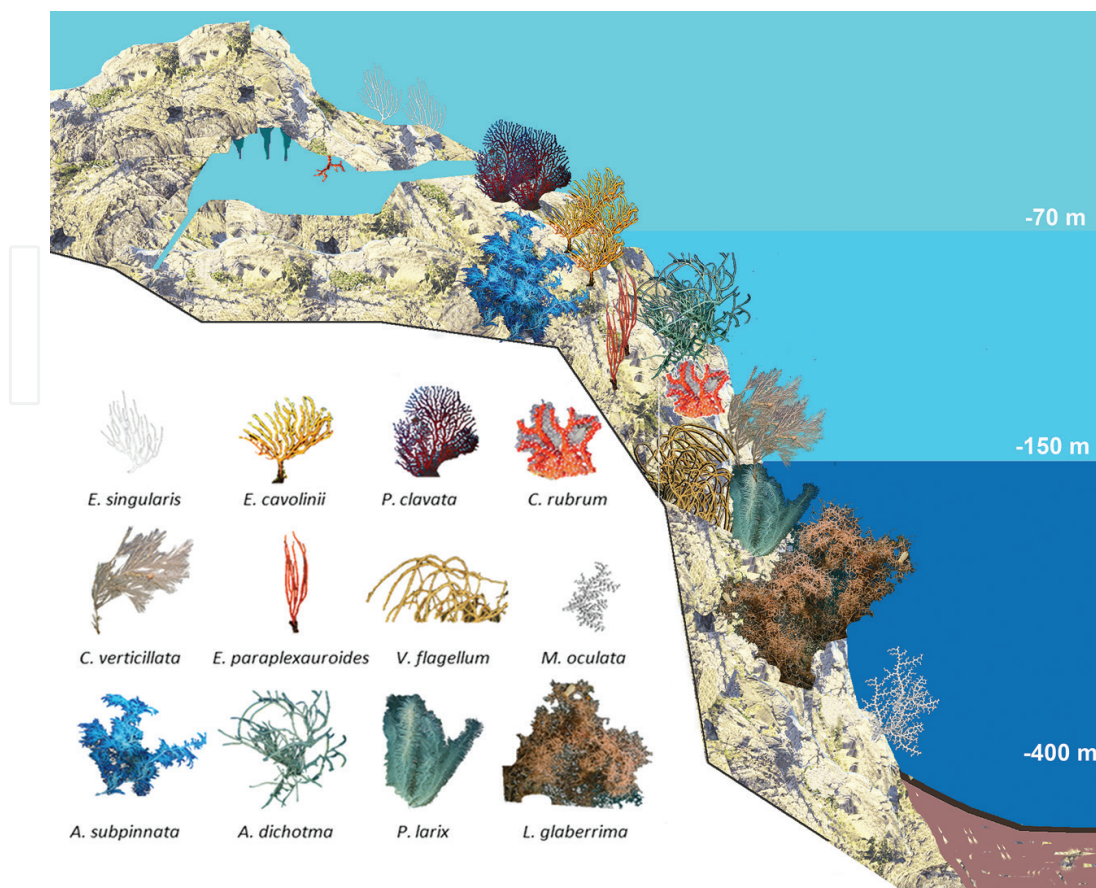 -70 m
-150 m
E. singularis
E. cavolinii
P. clavata
C. rubrum
C. verticillata
E. paraplexauroides
V. flagellum
M. oculata
-400 m
A. subpinnata
A. dichotma
P. larix
L. glaberrima